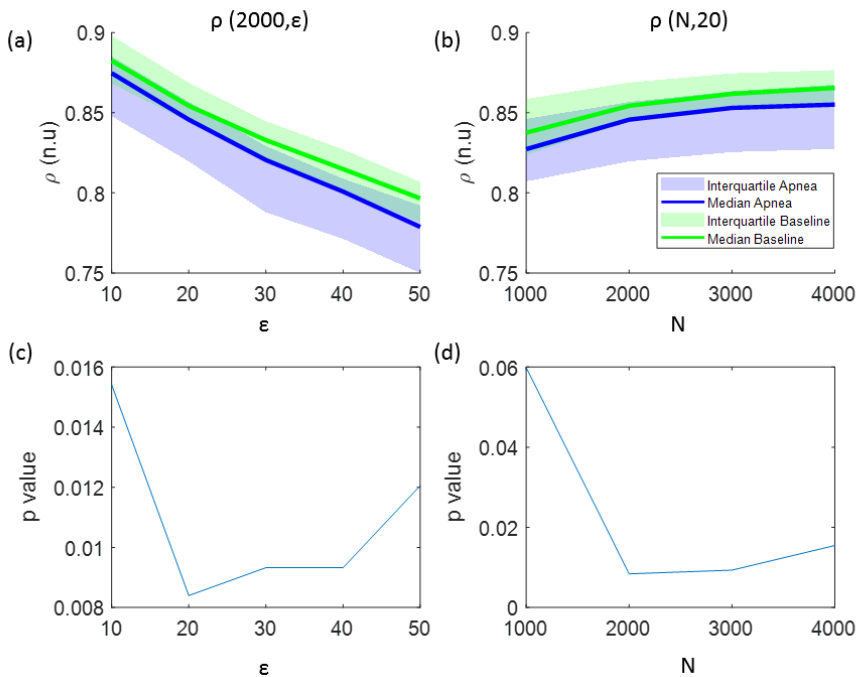 ρ (2000,ε)
ρ (N,20)
(a)
(b)
0.9
0.85
0.8
0.75
ρ (n.u)
10 20 30 40 50
ε
0.9
0.85
0.8
0.75
ρ (n.u)
Interquartile Apnea
Median Apnea
Interquartile Baseline
Median Baseline
1000 2000 3000 4000
N
(c)
(d)
0.016
0.014
0.012
0.01
0.008
p value
10 20 30 40 50
ε
0.06
0.04
0.02
0
p value
1000 2000 3000 4000
N